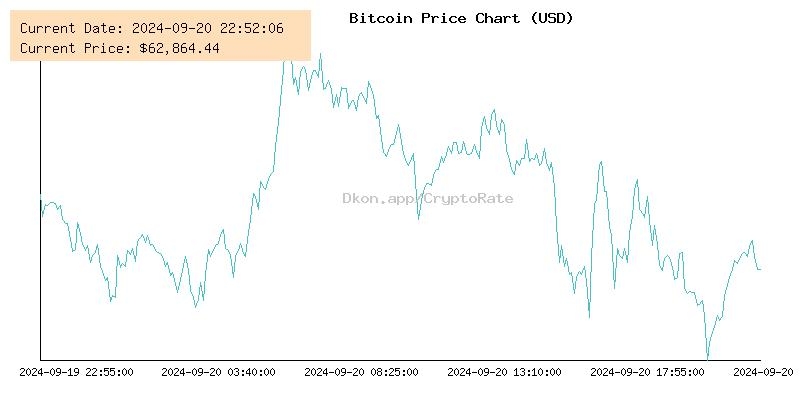 Bitcoin Price Chart (USD)
Current Date: 2024-09-20 22:52:06
Current Price: $62,864.44
Dkon.app/CryptoRate
2024-09-19 22:55:00 2024-09-20 03:40:00 2024-09-20 08:25:00 2024-09-20 13:10:00 2024-09-20 17:55:00 2024-09-20